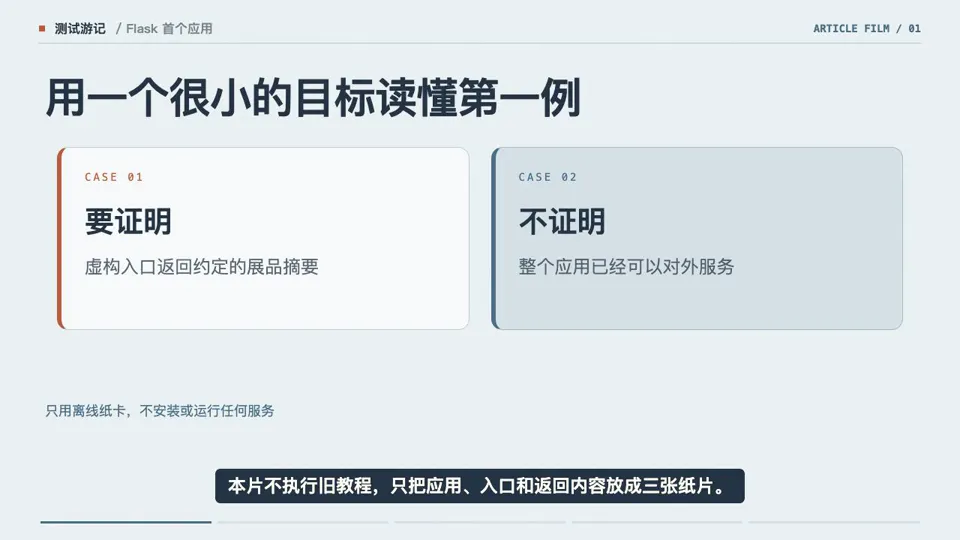 测试游记 / Flask 首个应用
ARTICLE FILM / 01
用一个很小的目标读懂第一例
CASE 01
要证明
虚构入口返回约定的展品摘要
CASE 02
不证明
整个应用已经可以对外服务
只用离线纸卡，不安装或运行任何服务
本片不执行旧教程，只把应用、入口和返回内容放成三张纸片。